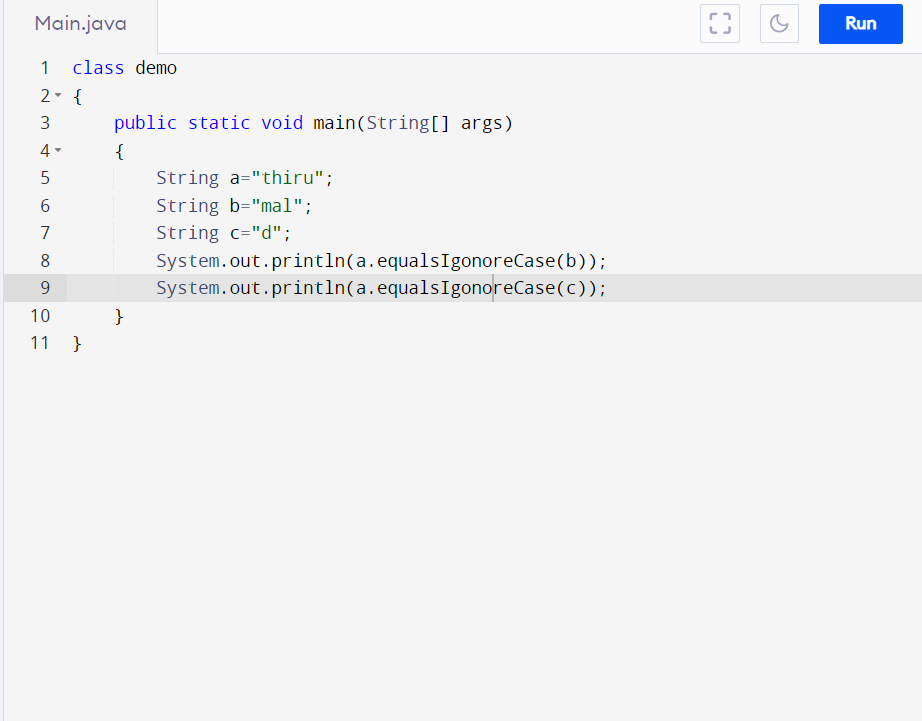 Main.java
Run
1 class demo
2 {
3     public static void main(String[] args)
4     {
5         String a="thiru";
6         String b="mal";
7         String c="d";
8         System.out.println(a.equalsIgonoreCase(b));
9         System.out.println(a.equalsIgonoreCase(c));
10     }
11 }